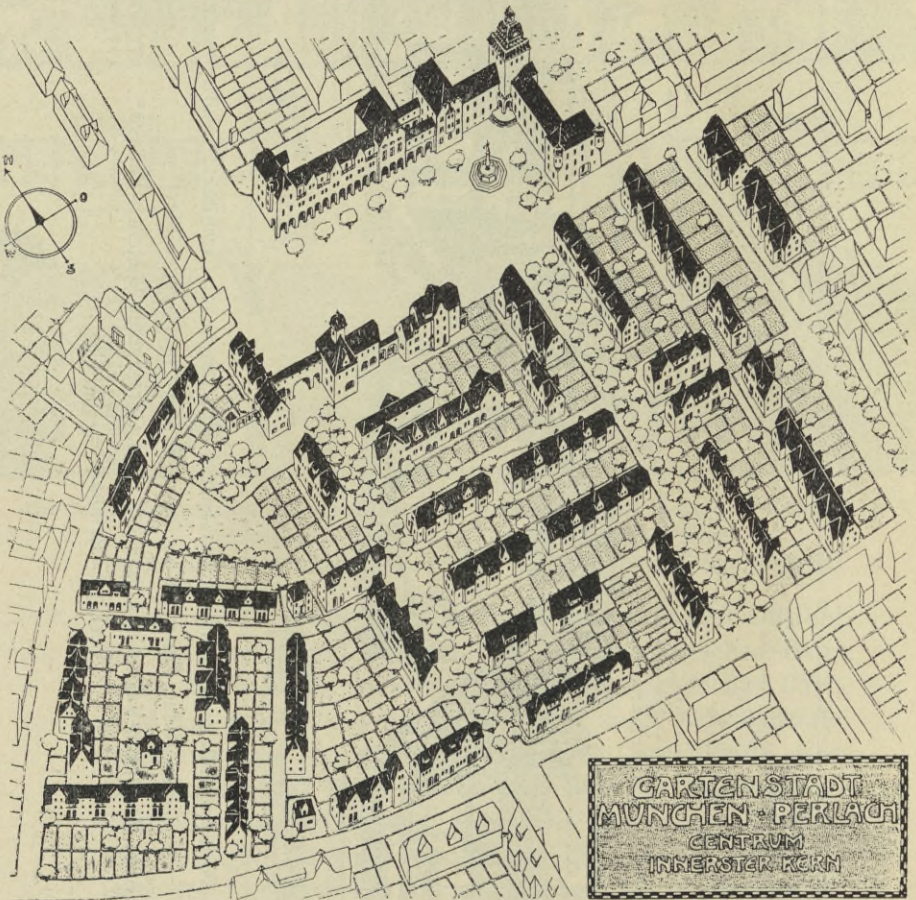 N
O
W
S
GARTENSTADT
MÜNCHEN · PERLACH
CENTRUM
INNERSTER KERN